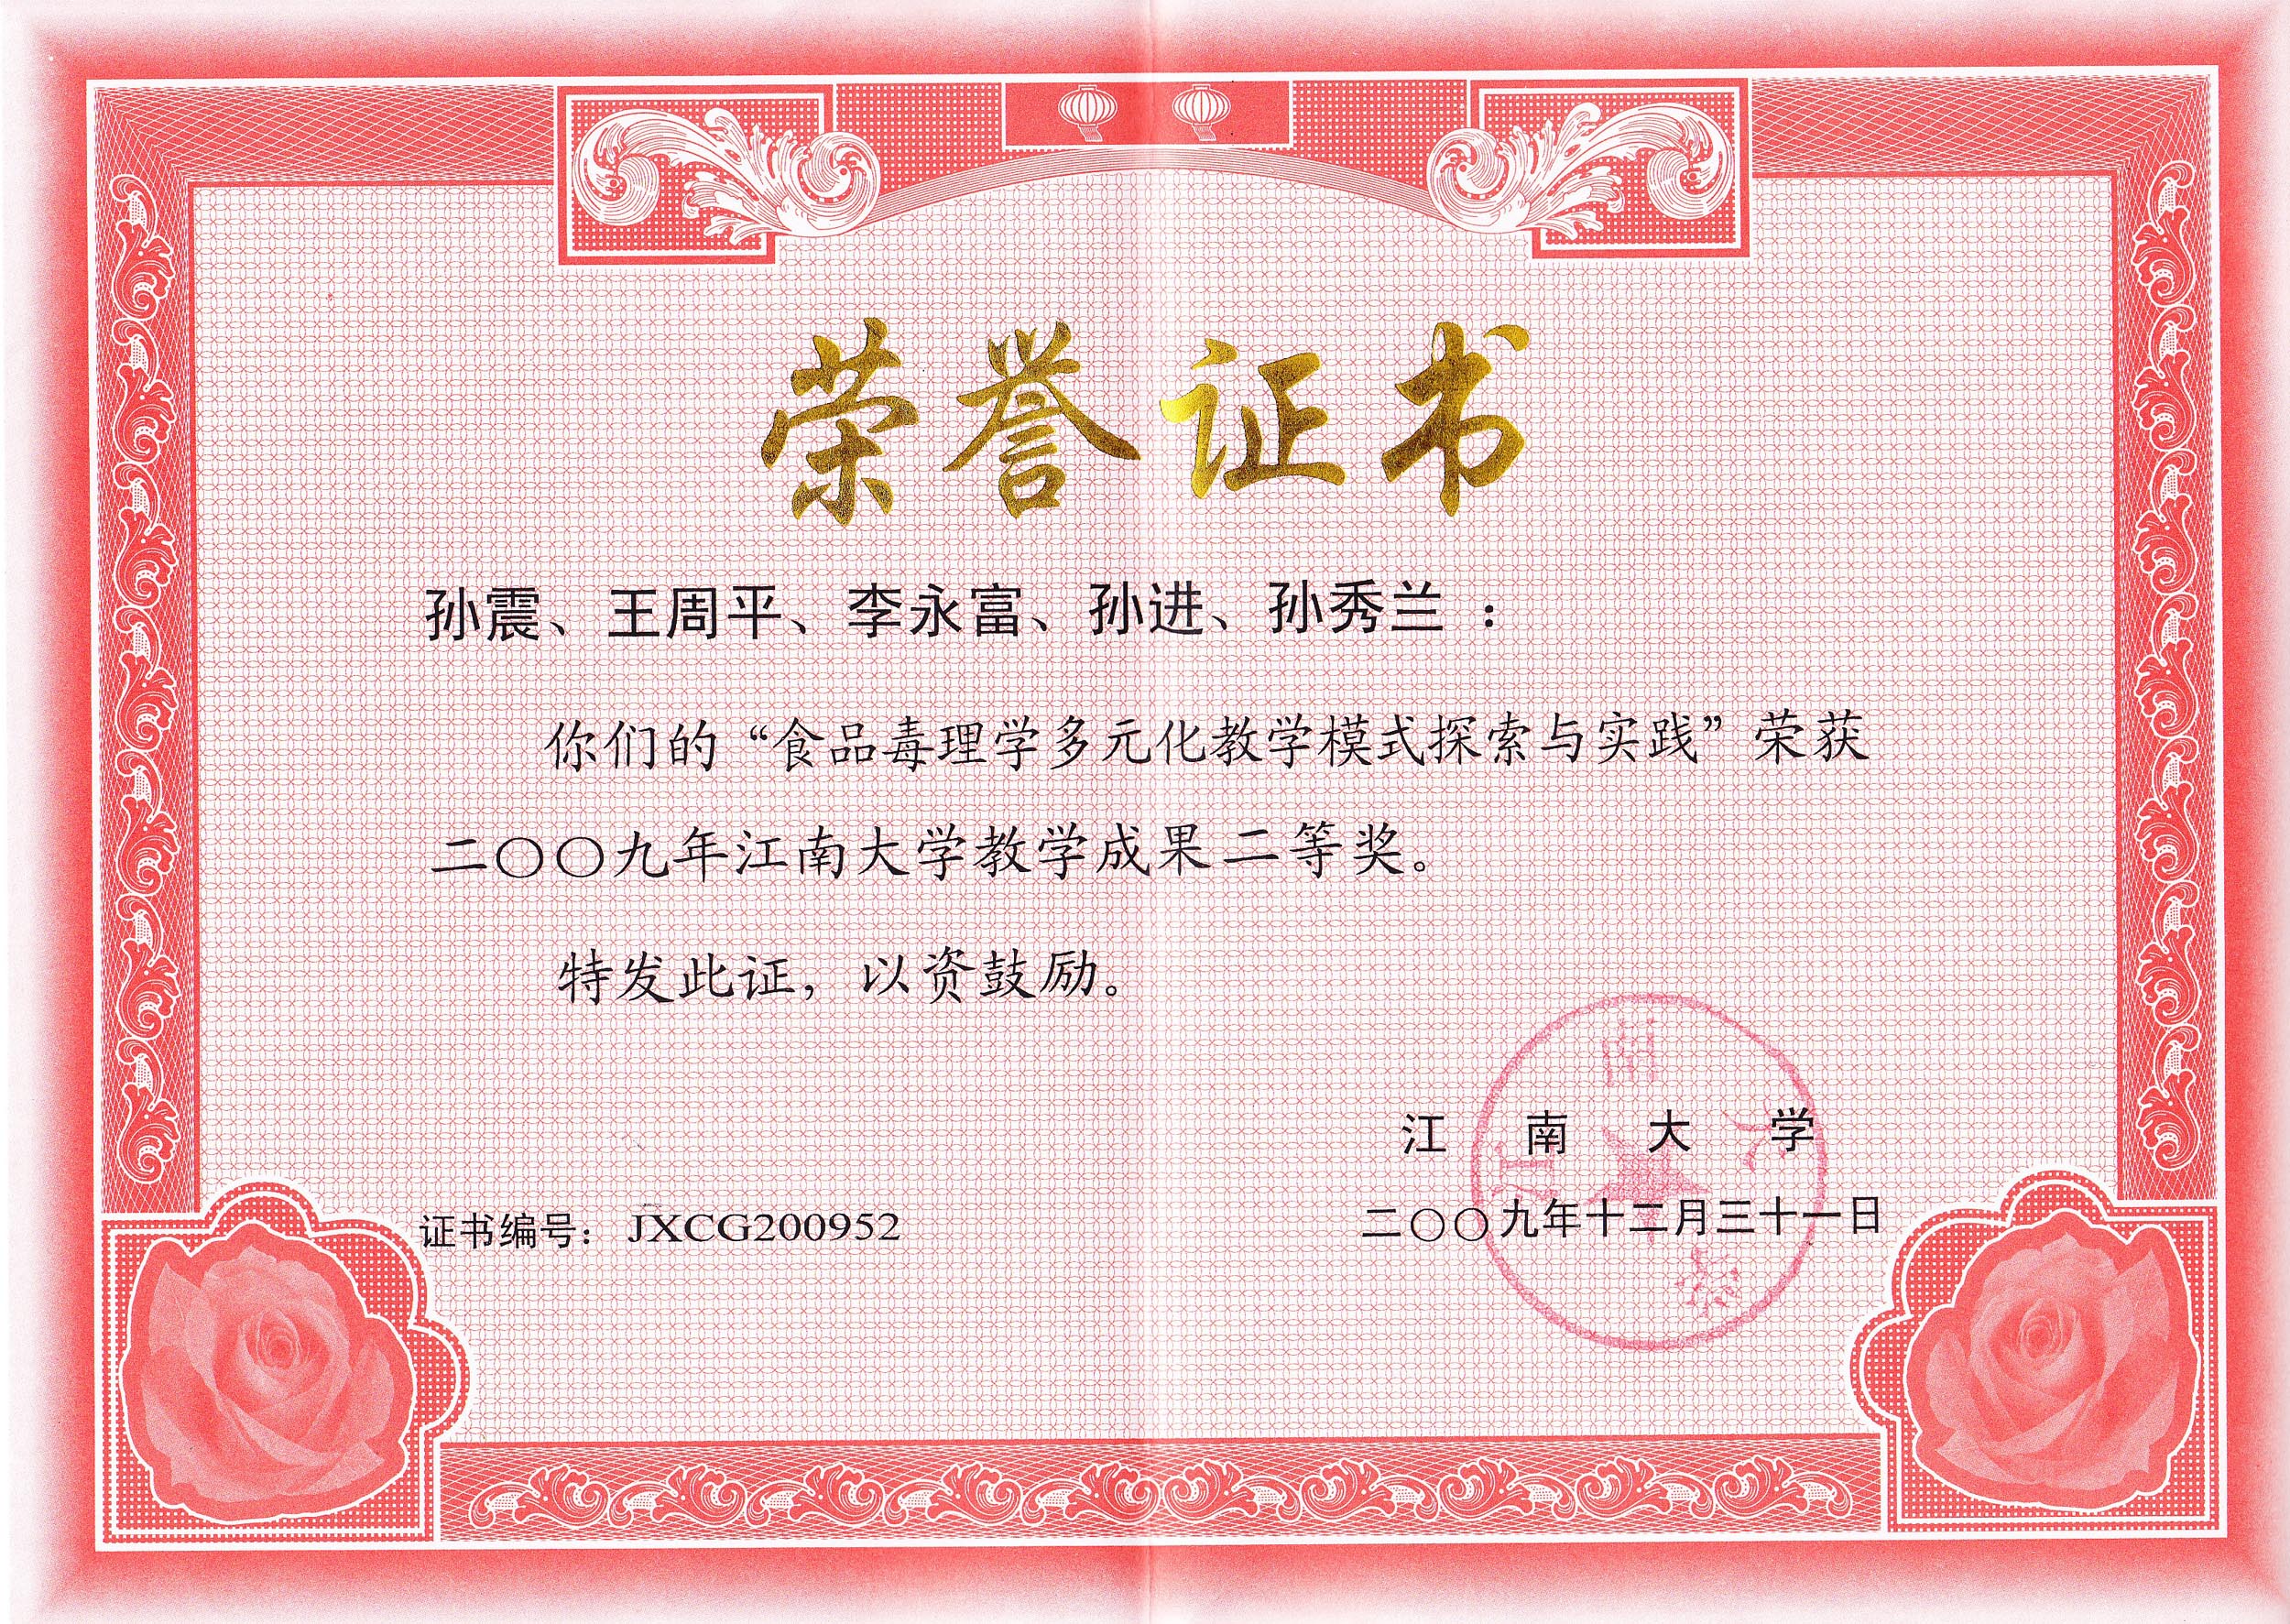 荣誉证书
孙震、王周平、李永富、孙进、孙秀兰：
你们的“食品毒理学多元化教学模式探索与实践”荣获
二〇〇九年江南大学教学成果二等奖。
特发此证，以资鼓励。
江南大学
证书编号：JXCG200952
二〇〇九年十二月三十一日
江南大学